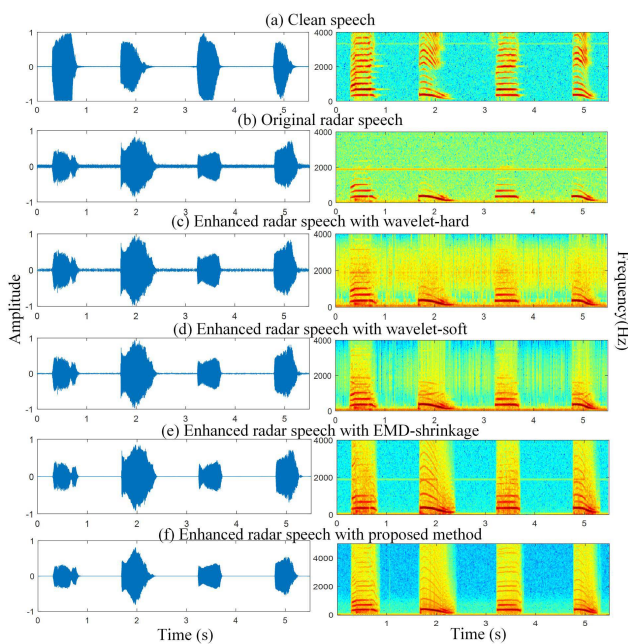 (a) Clean speech
1 4000
0 2000
-1 0
0 1 2 3 4 5 0 1 2 3 4 5
(b) Original radar speech
1 4000
0 2000
-1 0
0 1 2 3 4 5 0 1 2 3 4 5
(c) Enhanced radar speech with wavelet-hard
1 4000
0 2000
-1 0
0 1 2 3 4 5 0 1 2 3 4 5
Amplitude
Frequency(Hz)
(d) Enhanced radar speech with wavelet-soft
1 4000
0 2000
-1 0
0 1 2 3 4 5 0 1 2 3 4 5
(e) Enhanced radar speech with EMD-shrinkage
1 4000
0 2000
-1 0
0 1 2 3 4 5 0 1 2 3 4 5
(f) Enhanced radar speech with proposed method
1
0 4000
2000
-1 0
0 1 2 3 4 5 0 1 2 3 4 5
Time (s) Time (s)